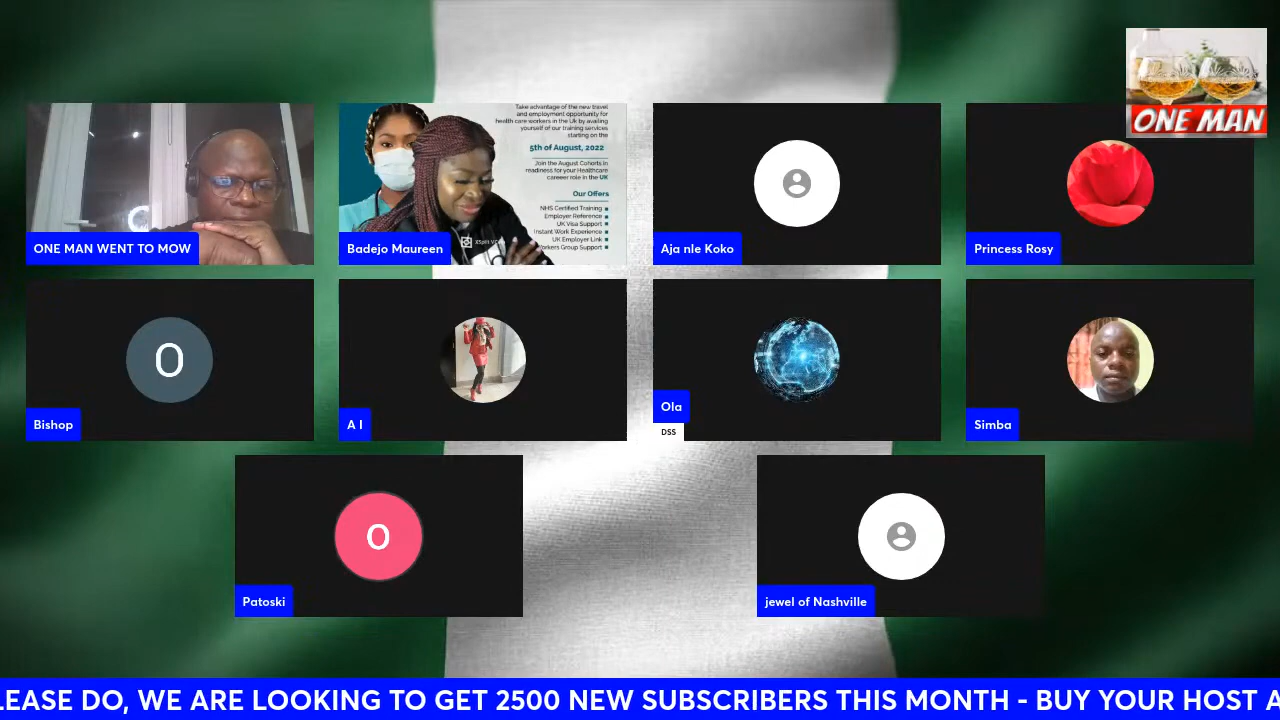 ONE MAN
Take advantage of the new travel
and employment opportunity for
health care workers in the Uk by availing
yourself of our training services
starting on the
5th of August, 2022
Join the August Cohorts in
readiness for your Healthcare
career role in the UK
Our Offers
NHS Certified Training
Employer Reference
UK Visa Support
Instant Work Experience
UK Employer Link
orkers Group Support
XSplit VC
ONE MAN WENT TO MOW
Badejo Maureen
Aja nle Koko
Princess Rosy
O
Bishop
A I
Ola
DSS
Simba
O
Patoski
jewel of Nashville
LEASE DO, WE ARE LOOKING TO GET 2500 NEW SUBSCRIBERS THIS MONTH - BUY YOUR HOST A